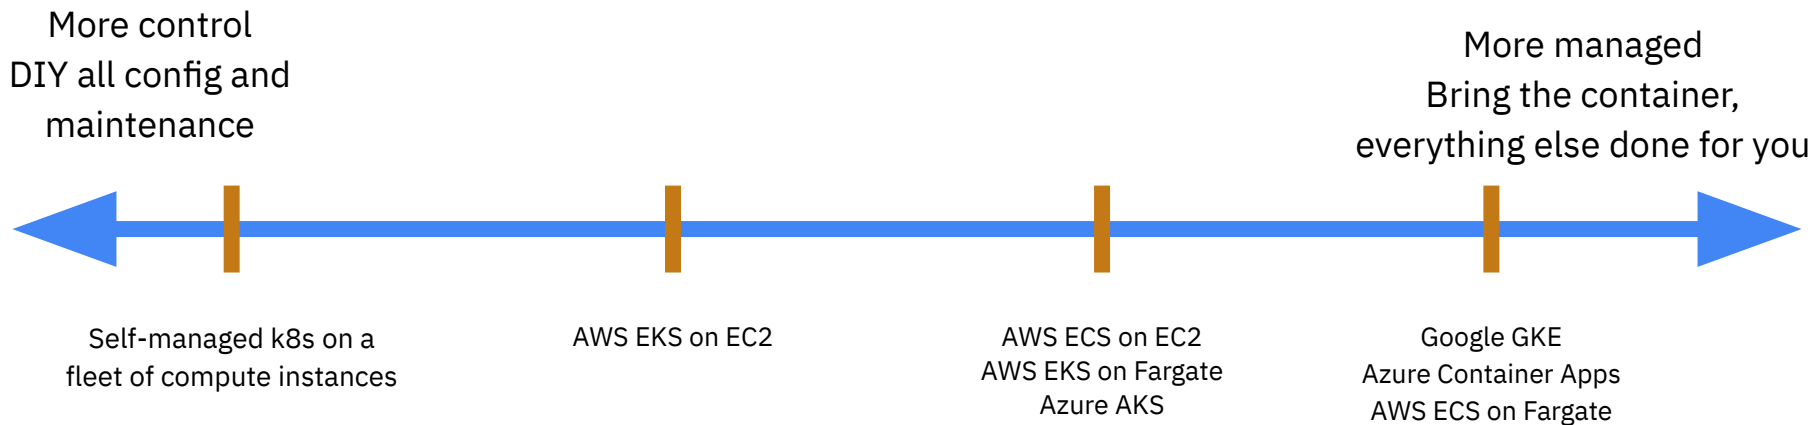 More control
DIY all config and
maintenance
More managed
Bring the container,
everything else done for you
Self-managed k8s on a
fleet of compute instances
AWS EKS on EC2
AWS ECS on EC2
AWS EKS on Fargate
Azure AKS
Google GKE
Azure Container Apps
AWS ECS on Fargate